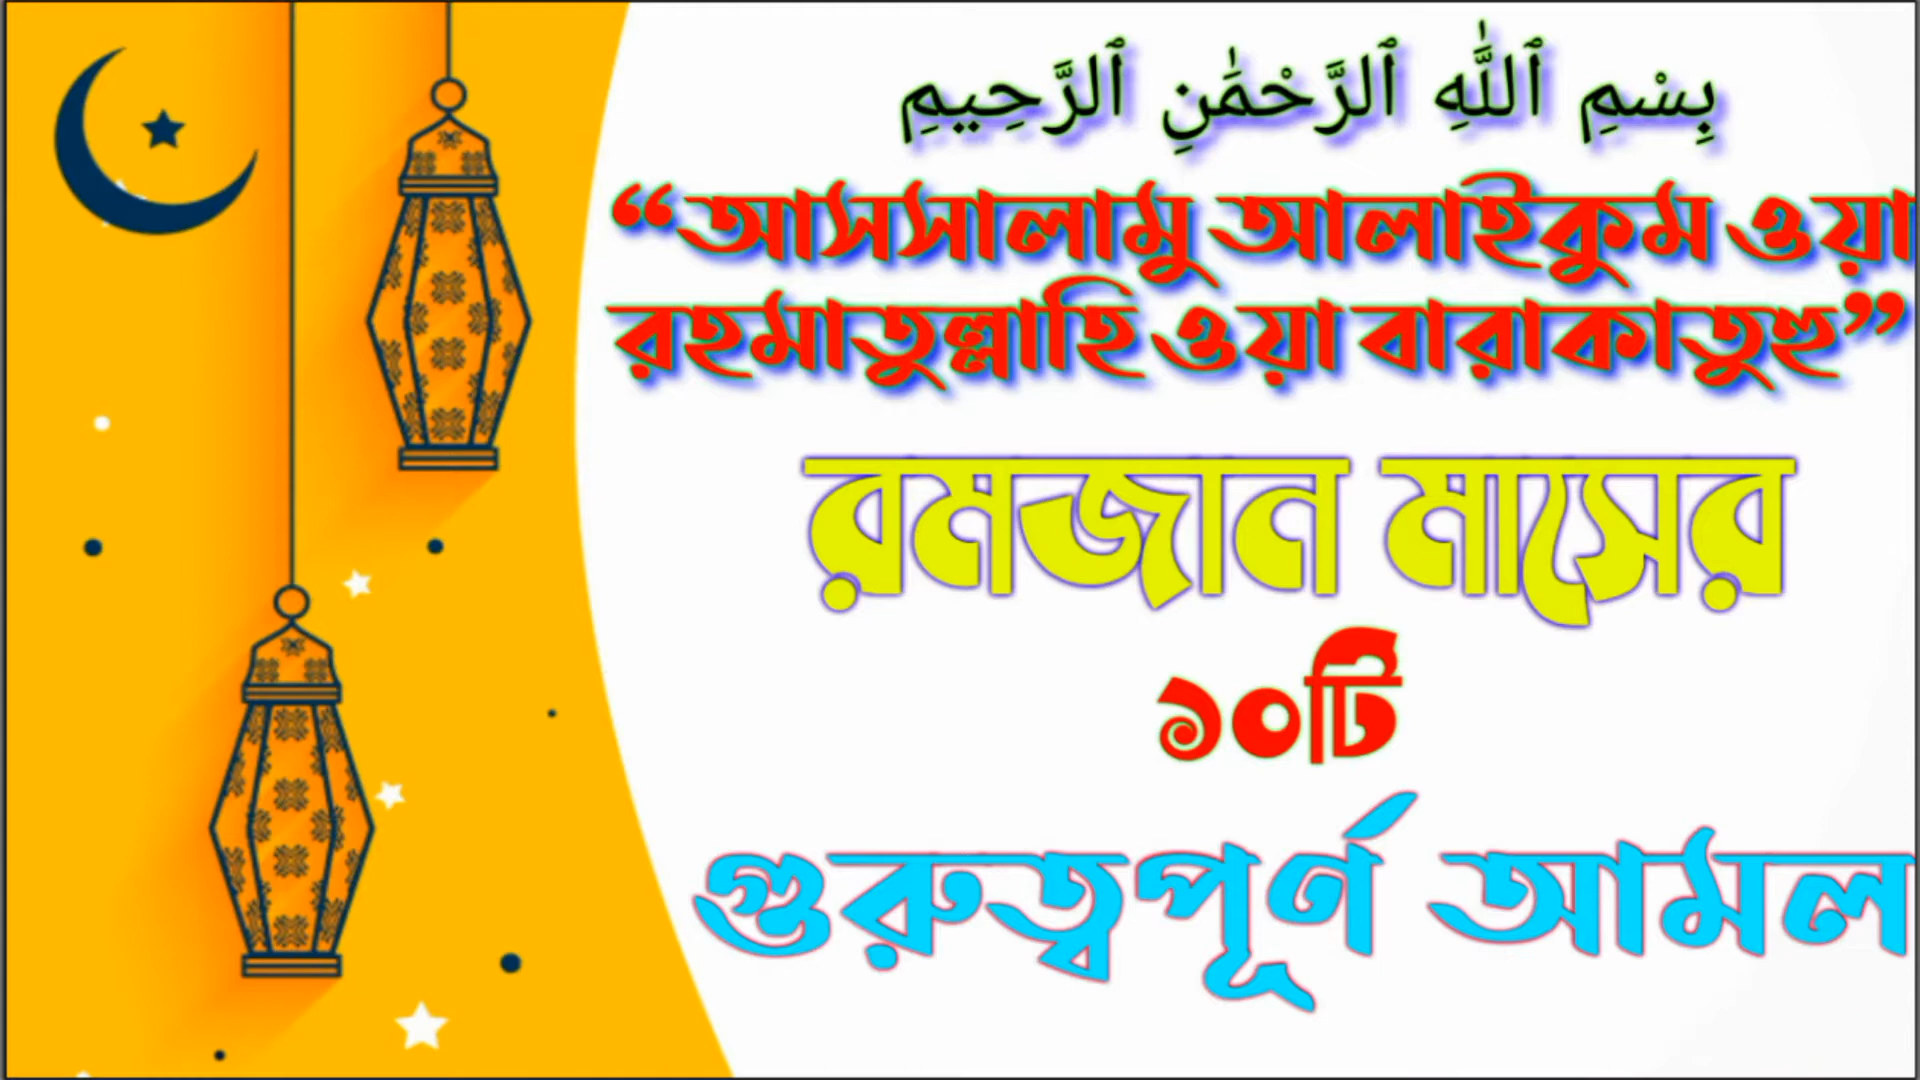 بِسْمِ ٱللَّٰهِ ٱلرَّحْمَٰنِ ٱلرَّحِيمِ
“আসসালামু আলাইকুম ওয়া
রহমাতুল্লাহি ওয়া বারাকাতুহু”
রমজান মাসের
১০টি
গুরুত্বপূর্ণ আমল